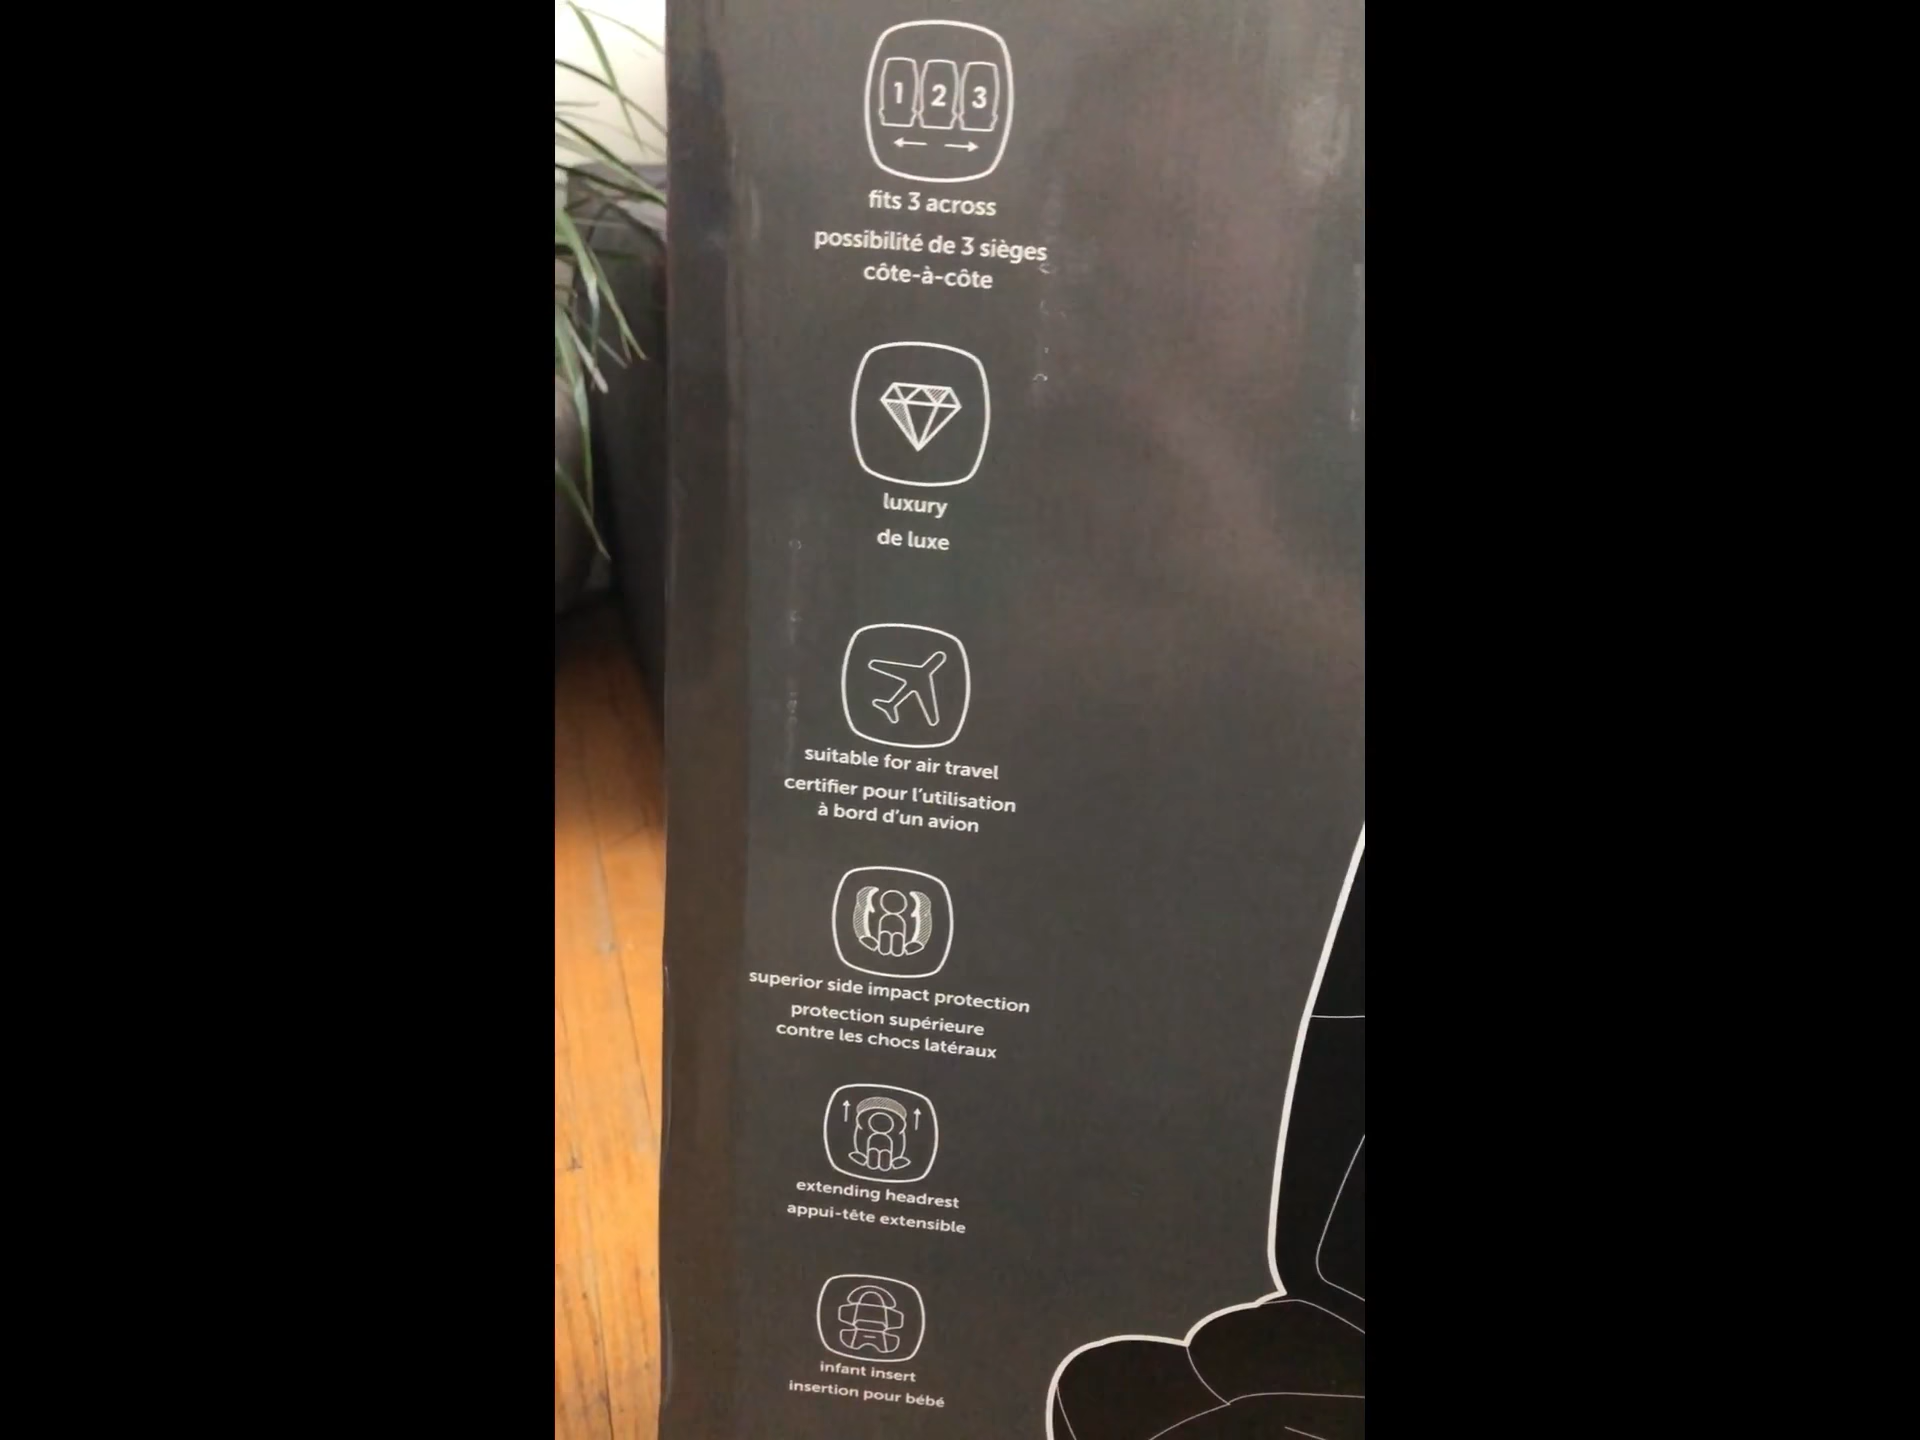 1 2 3
fits 3 across
possibilité de 3 sièges
côte-à-côte
luxury
de luxe
suitable for air travel
certifier pour l'utilisation
à bord d'un avion
superior side impact protection
protection supérieure
contre les chocs latéraux
extending headrest
appui-tête extensible
infant insert
insertion pour bébé